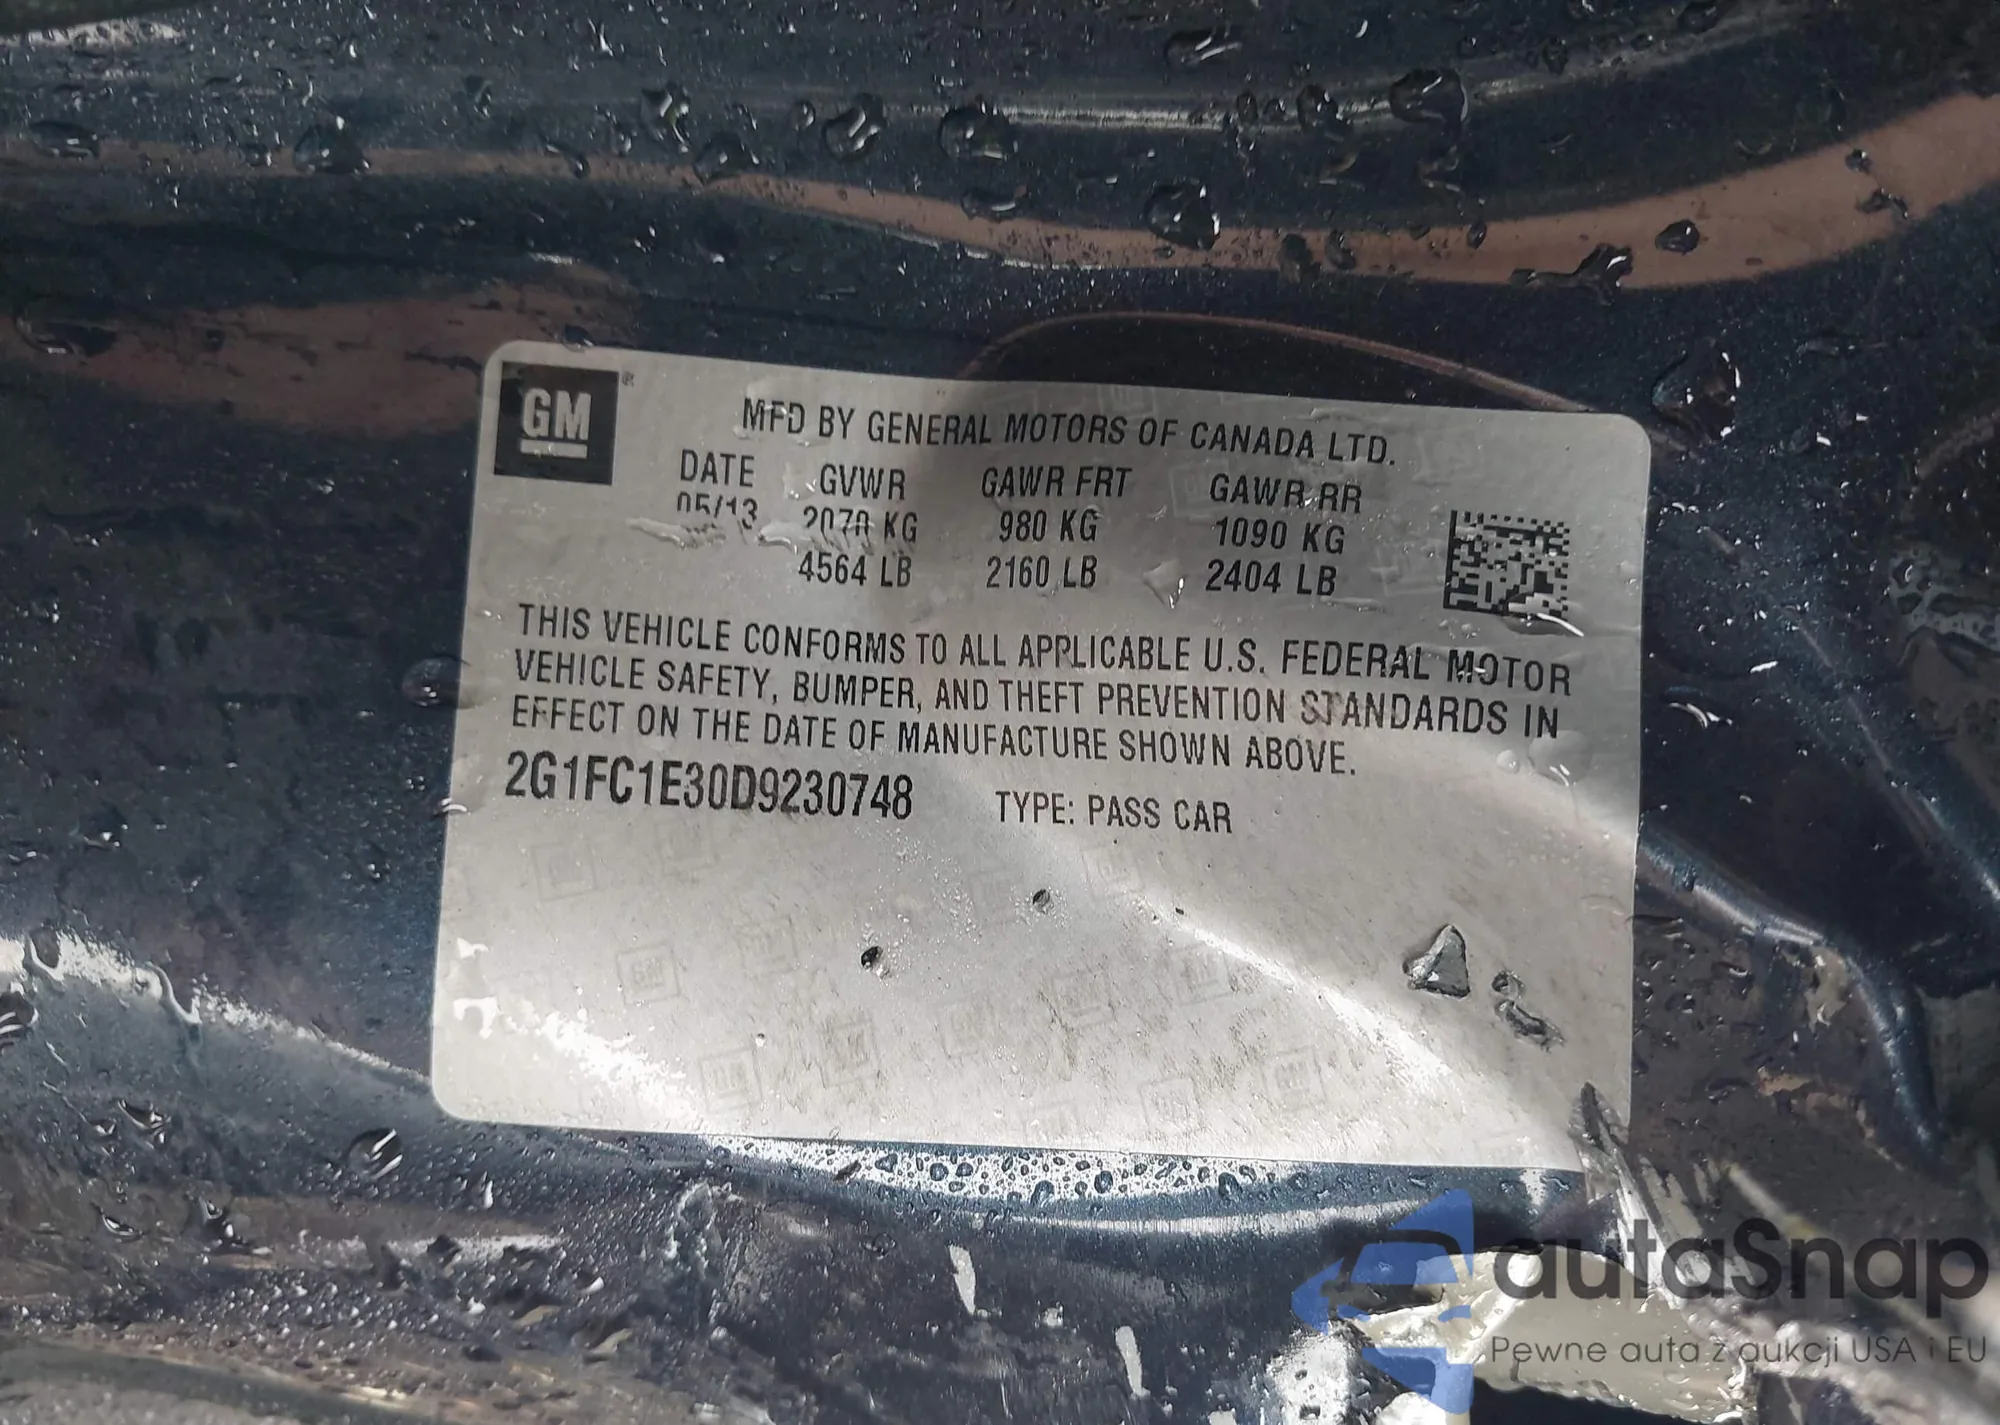 GM
MFD BY GENERAL MOTORS OF CANADA LTD.
DATE GVWR GAWR FRT GAWR RR
05/13 2070 KG 980 KG 1090 KG
4564 LB 2160 LB 2404 LB
THIS VEHICLE CONFORMS TO ALL APPLICABLE U.S. FEDERAL MOTOR
VEHICLE SAFETY, BUMPER, AND THEFT PREVENTION STANDARDS IN
EFFECT ON THE DATE OF MANUFACTURE SHOWN ABOVE.
2G1FC1E30D9230748 TYPE: PASS CAR
autaSnap
Pewne auta z aukcji USA i EU